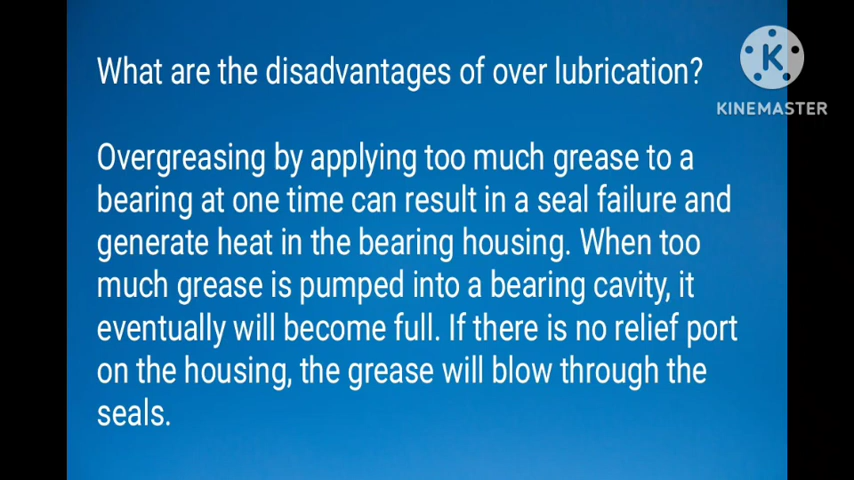 What are the disadvantages of over lubrication?
KINEMASTER
Overgreasing by applying too much grease to a
bearing at one time can result in a seal failure and
generate heat in the bearing housing. When too
much grease is pumped into a bearing cavity, it
eventually will become full. If there is no relief port
on the housing, the grease will blow through the
seals.